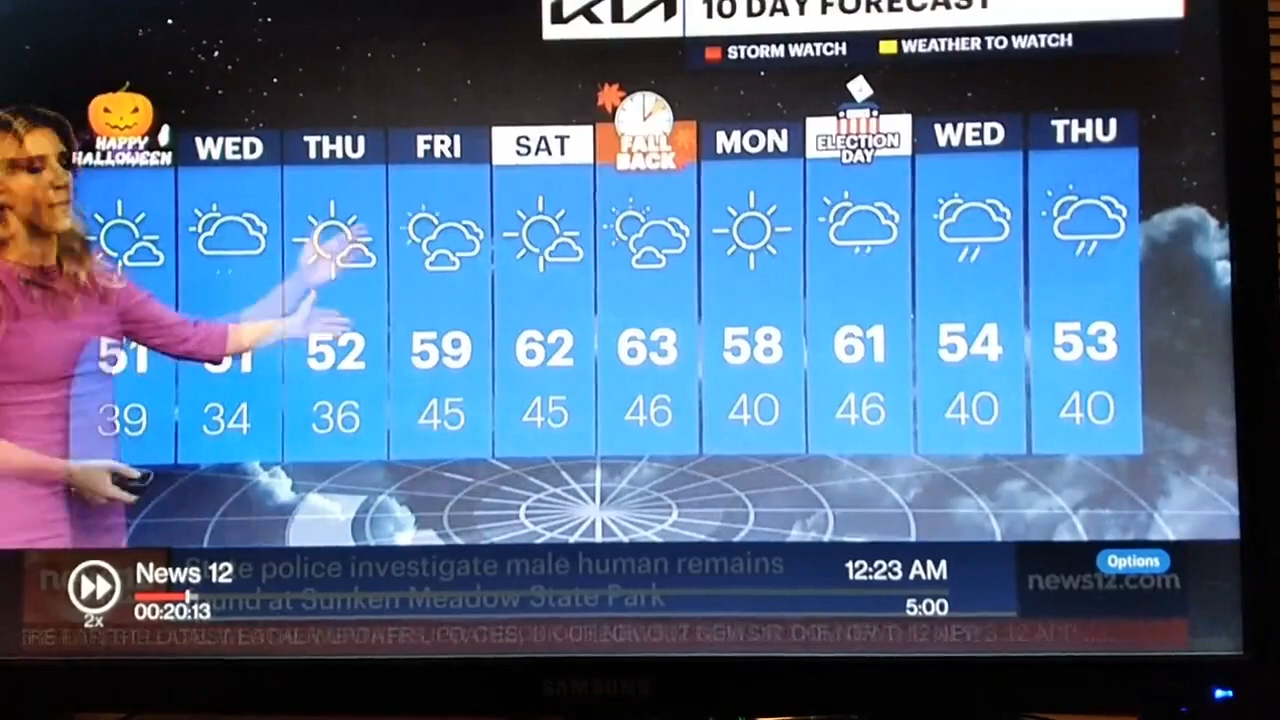 KIA 10 DAY FORECAST
STORM WATCH WEATHER TO WATCH
HAPPY HALLOWEEN
WED THU FRI SAT
FALL BACK
MON
ELECTION DAY
WED THU
51 51 52 59 62 63 58 61 54 53
39 34 36 45 45 46 40 46 40 40
Options
News 12 police investigate male human remains 12:23 AM
newsi2.com
00:20:13 at Sunken Meadow State Park 5:00
2x
SAMSUNG